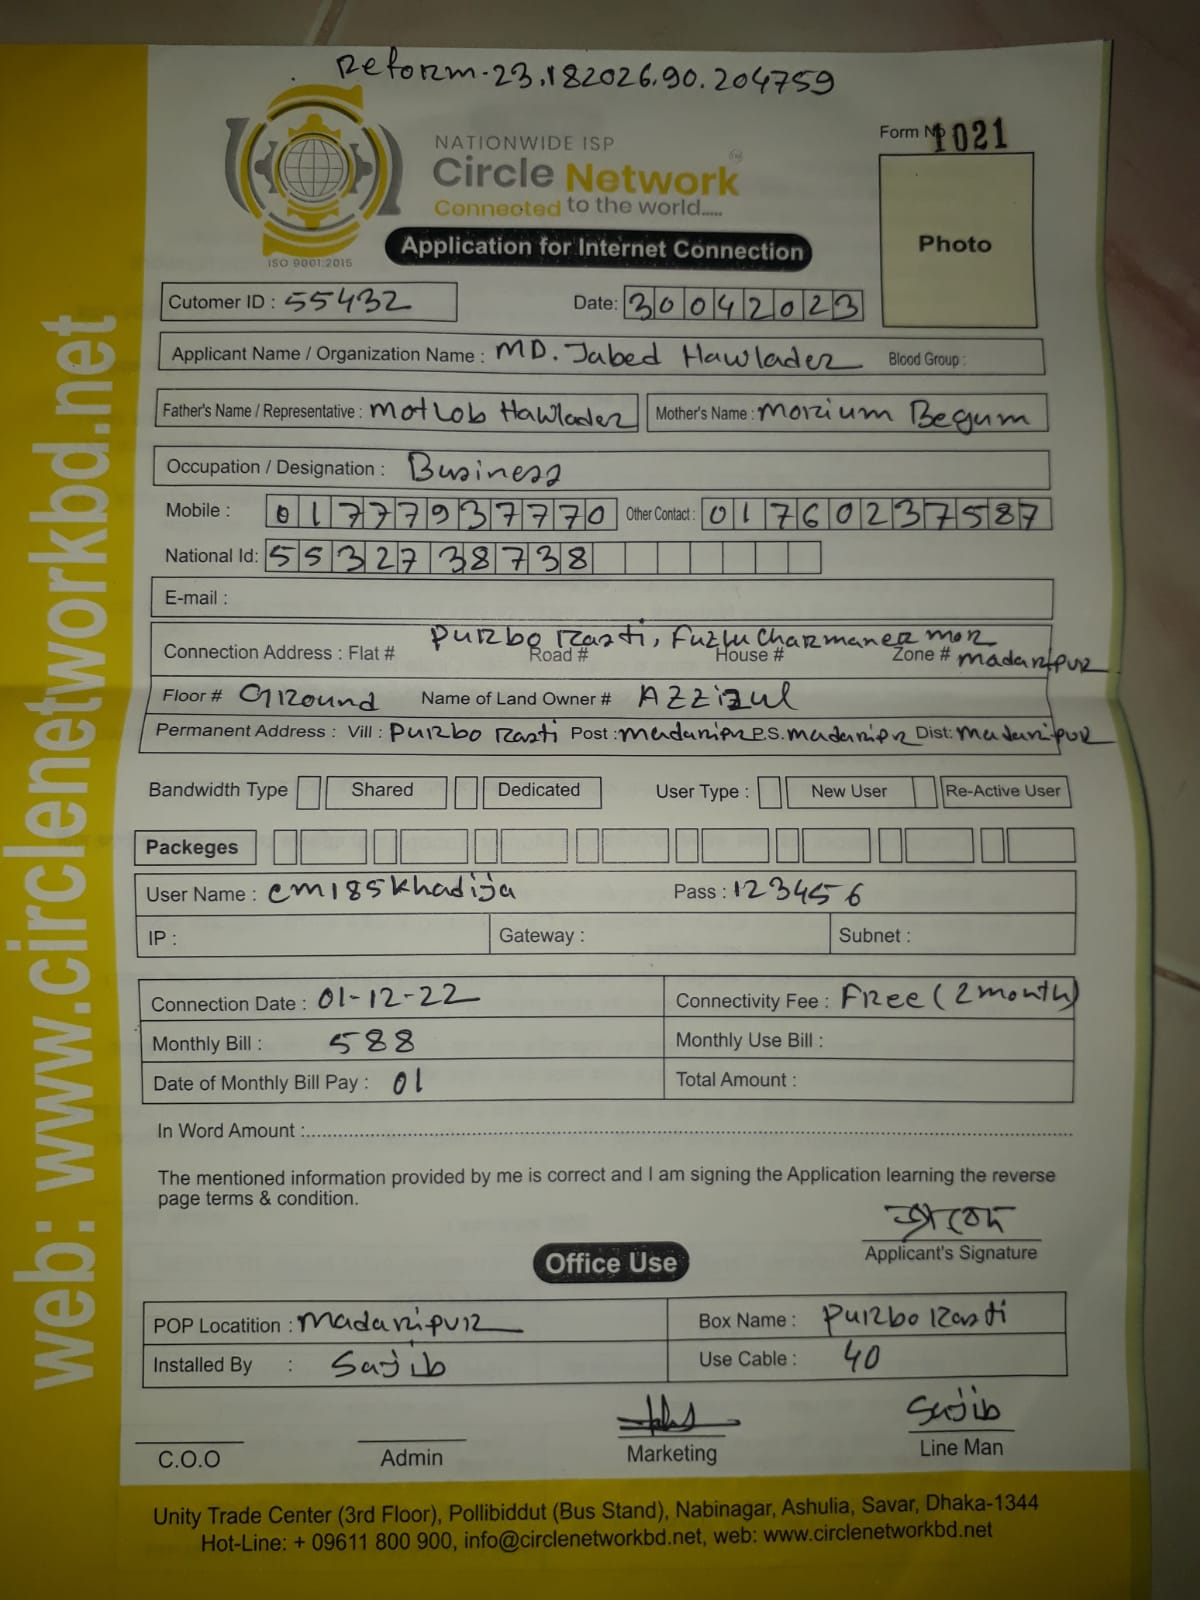 Reform-23.182026.90.204759
Form No 1021
NATIONWIDE ISP
Circle Network
Connected to the world.....
ISO 9001:2015
Application for Internet Connection
Photo
Cutomer ID : 55432 Date: 30042023
Applicant Name / Organization Name : MD. Jabed Hawlader Blood Group :
Father's Name / Representative : Motlob Hawlader Mother's Name : Morium Begum
Occupation / Designation : Business
Mobile : 01777937770 Other Contact : 01760237587
National Id: 5532738738
E-mail :
Purbo Rasti, Fuzlu Charmaner mor
Connection Address : Flat # Road # House # Zone # madaripur
Floor # Ground Name of Land Owner # Azzizul
Permanent Address : Vill : Purbo Rasti Post : madaripr P.S. madaripr Dist: madaripur
Bandwidth Type Shared Dedicated User Type : New User Re-Active User
Packeges
User Name : cm185khadija Pass : 123456
IP : Gateway : Subnet :
Connection Date : 01-12-22 Connectivity Fee : Free (2 month)
Monthly Bill : 588 Monthly Use Bill :
Date of Monthly Bill Pay : 01 Total Amount :
In Word Amount :
The mentioned information provided by me is correct and I am signing the Application learning the reverse
page terms & condition.
জাবেদ
Applicant's Signature
Office Use
POP Locatition : Madaripur Box Name : Purbo Rasti
Installed By : Sajib Use Cable : 40
Sajib
C.O.O Admin Marketing Line Man
Unity Trade Center (3rd Floor), Pollibiddut (Bus Stand), Nabinagar, Ashulia, Savar, Dhaka-1344
Hot-Line: + 09611 800 900, info@circlenetworkbd.net, web: www.circlenetworkbd.net
web: www.circlenetworkbd.net